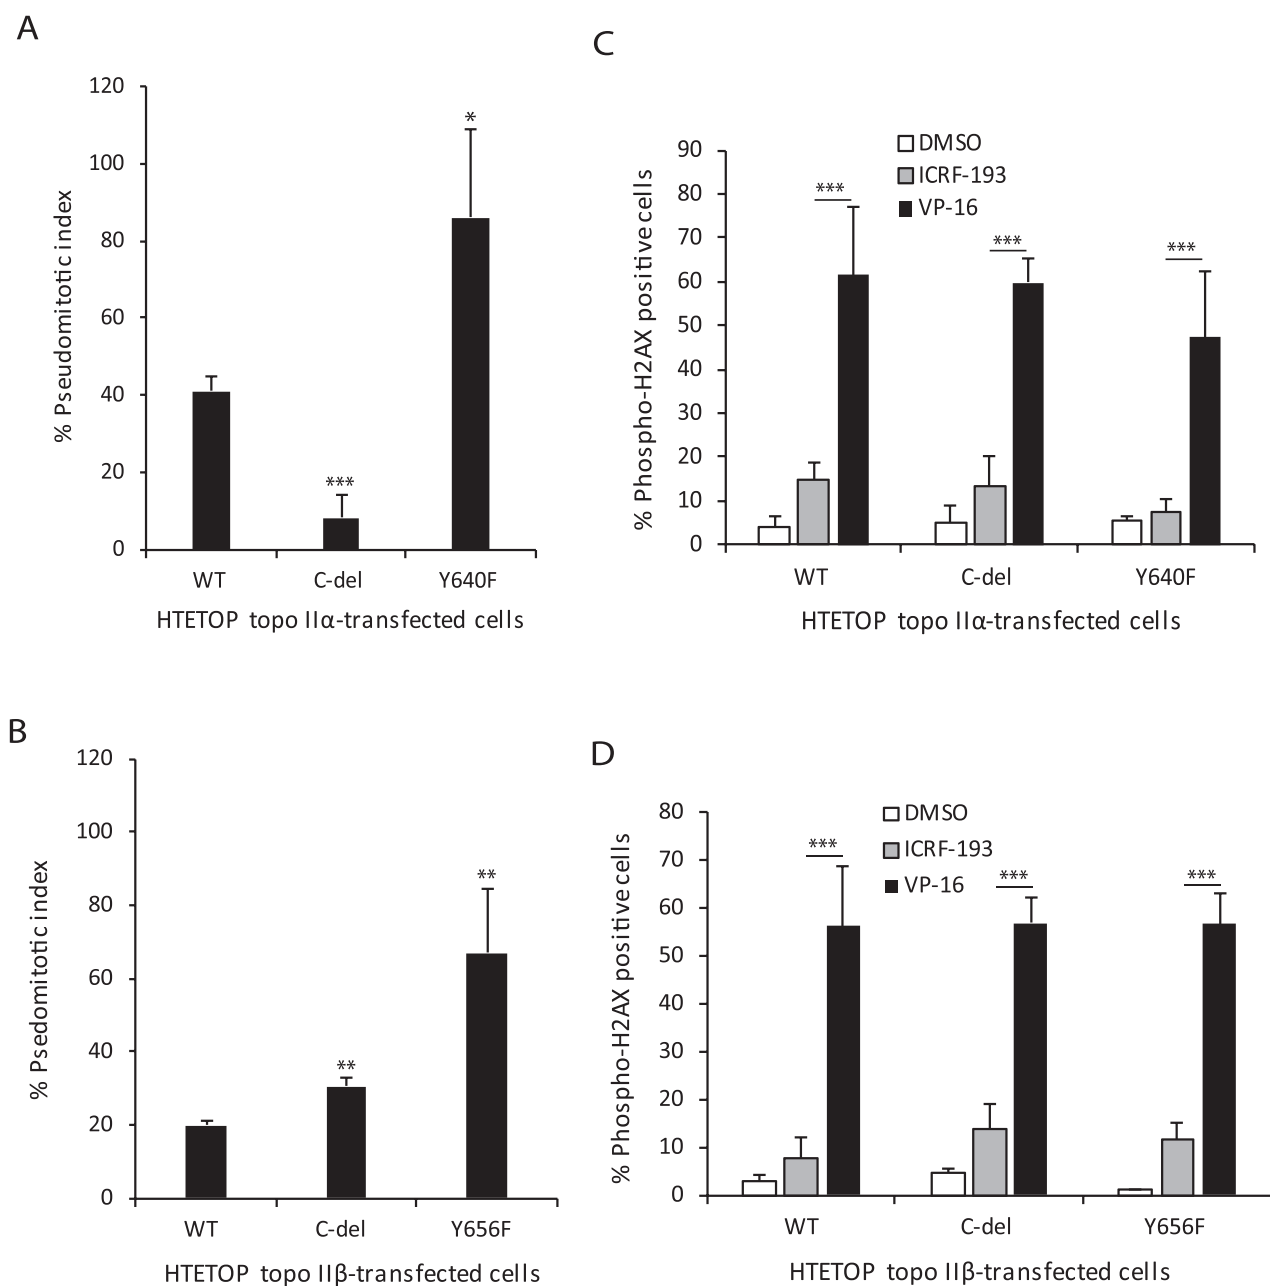 A
120
100
80
60
40
20
0
% Pseudomitotic index
*
***
WT C-del Y640F
HTETOP topo IIα-transfected cells
C
90
80
70
60
50
40
30
20
10
0
% Phospho-H2AX positive cells
DMSO
ICRF-193
VP-16
***
***
***
WT C-del Y640F
HTETOP topo IIα-transfected cells
B
120
100
80
60
40
20
0
% Psedomitotic index
**
**
WT C-del Y656F
HTETOP topo IIβ-transfected cells
D
80
70
60
50
40
30
20
10
0
% Phospho-H2AX positive cells
DMSO
ICRF-193
VP-16
***
***
***
WT C-del Y656F
HTETOP topo IIβ-transfected cells